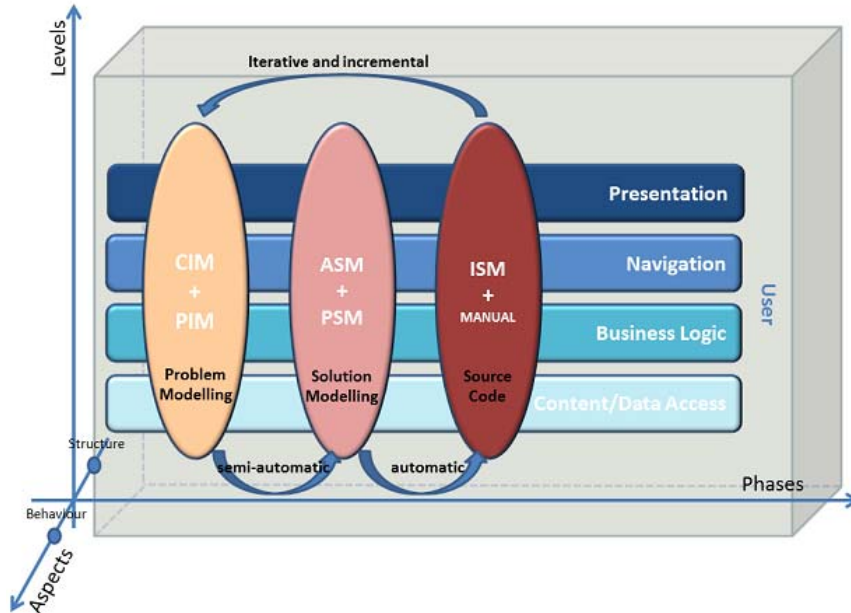 Levels
Iterative and incremental
Presentation
Navigation
Business Logic
Content/Data Access
User
CIM
+
PIM
Problem
Modelling
ASM
+
PSM
Solution
Modelling
ISM
+
MANUAL
Source
Code
Structure
semi-automatic
automatic
Phases
Behaviour
Aspects